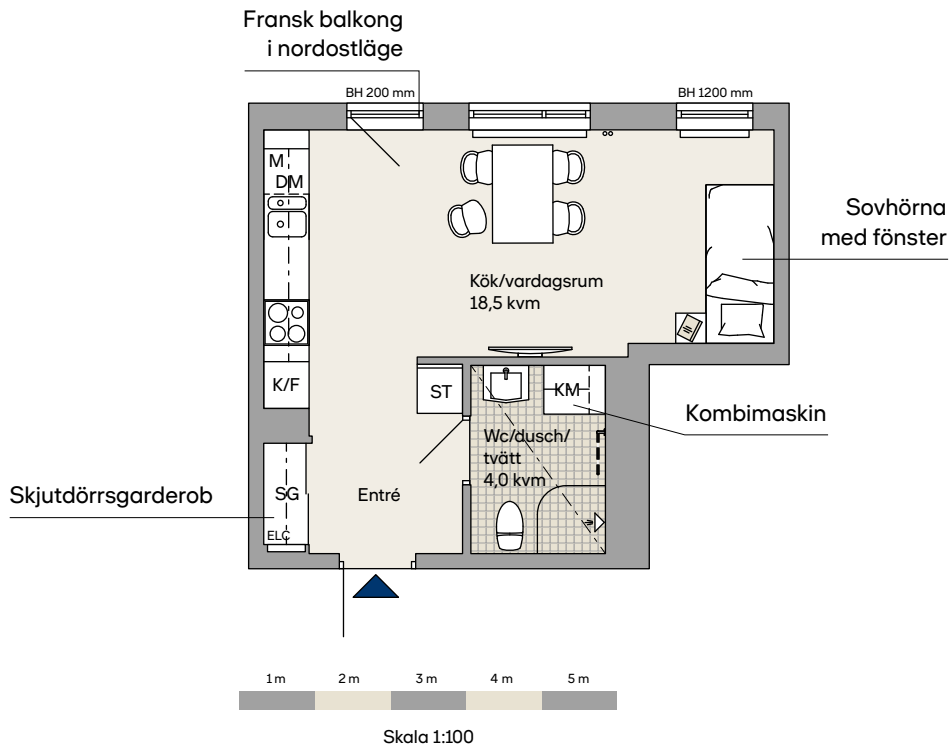 Fransk balkong
i nordostläge
BH 200 mm
BH 1200 mm
M
DM
Sovhörna
med fönster
Kök/vardagsrum
18,5 kvm
K/F
ST
KM
Kombimaskin
Wc/dusch/
tvätt
4,0 kvm
Skjutdörrsgarderob
SG
Entré
ELC
1 m
2 m
3 m
4 m
5 m
Skala 1:100